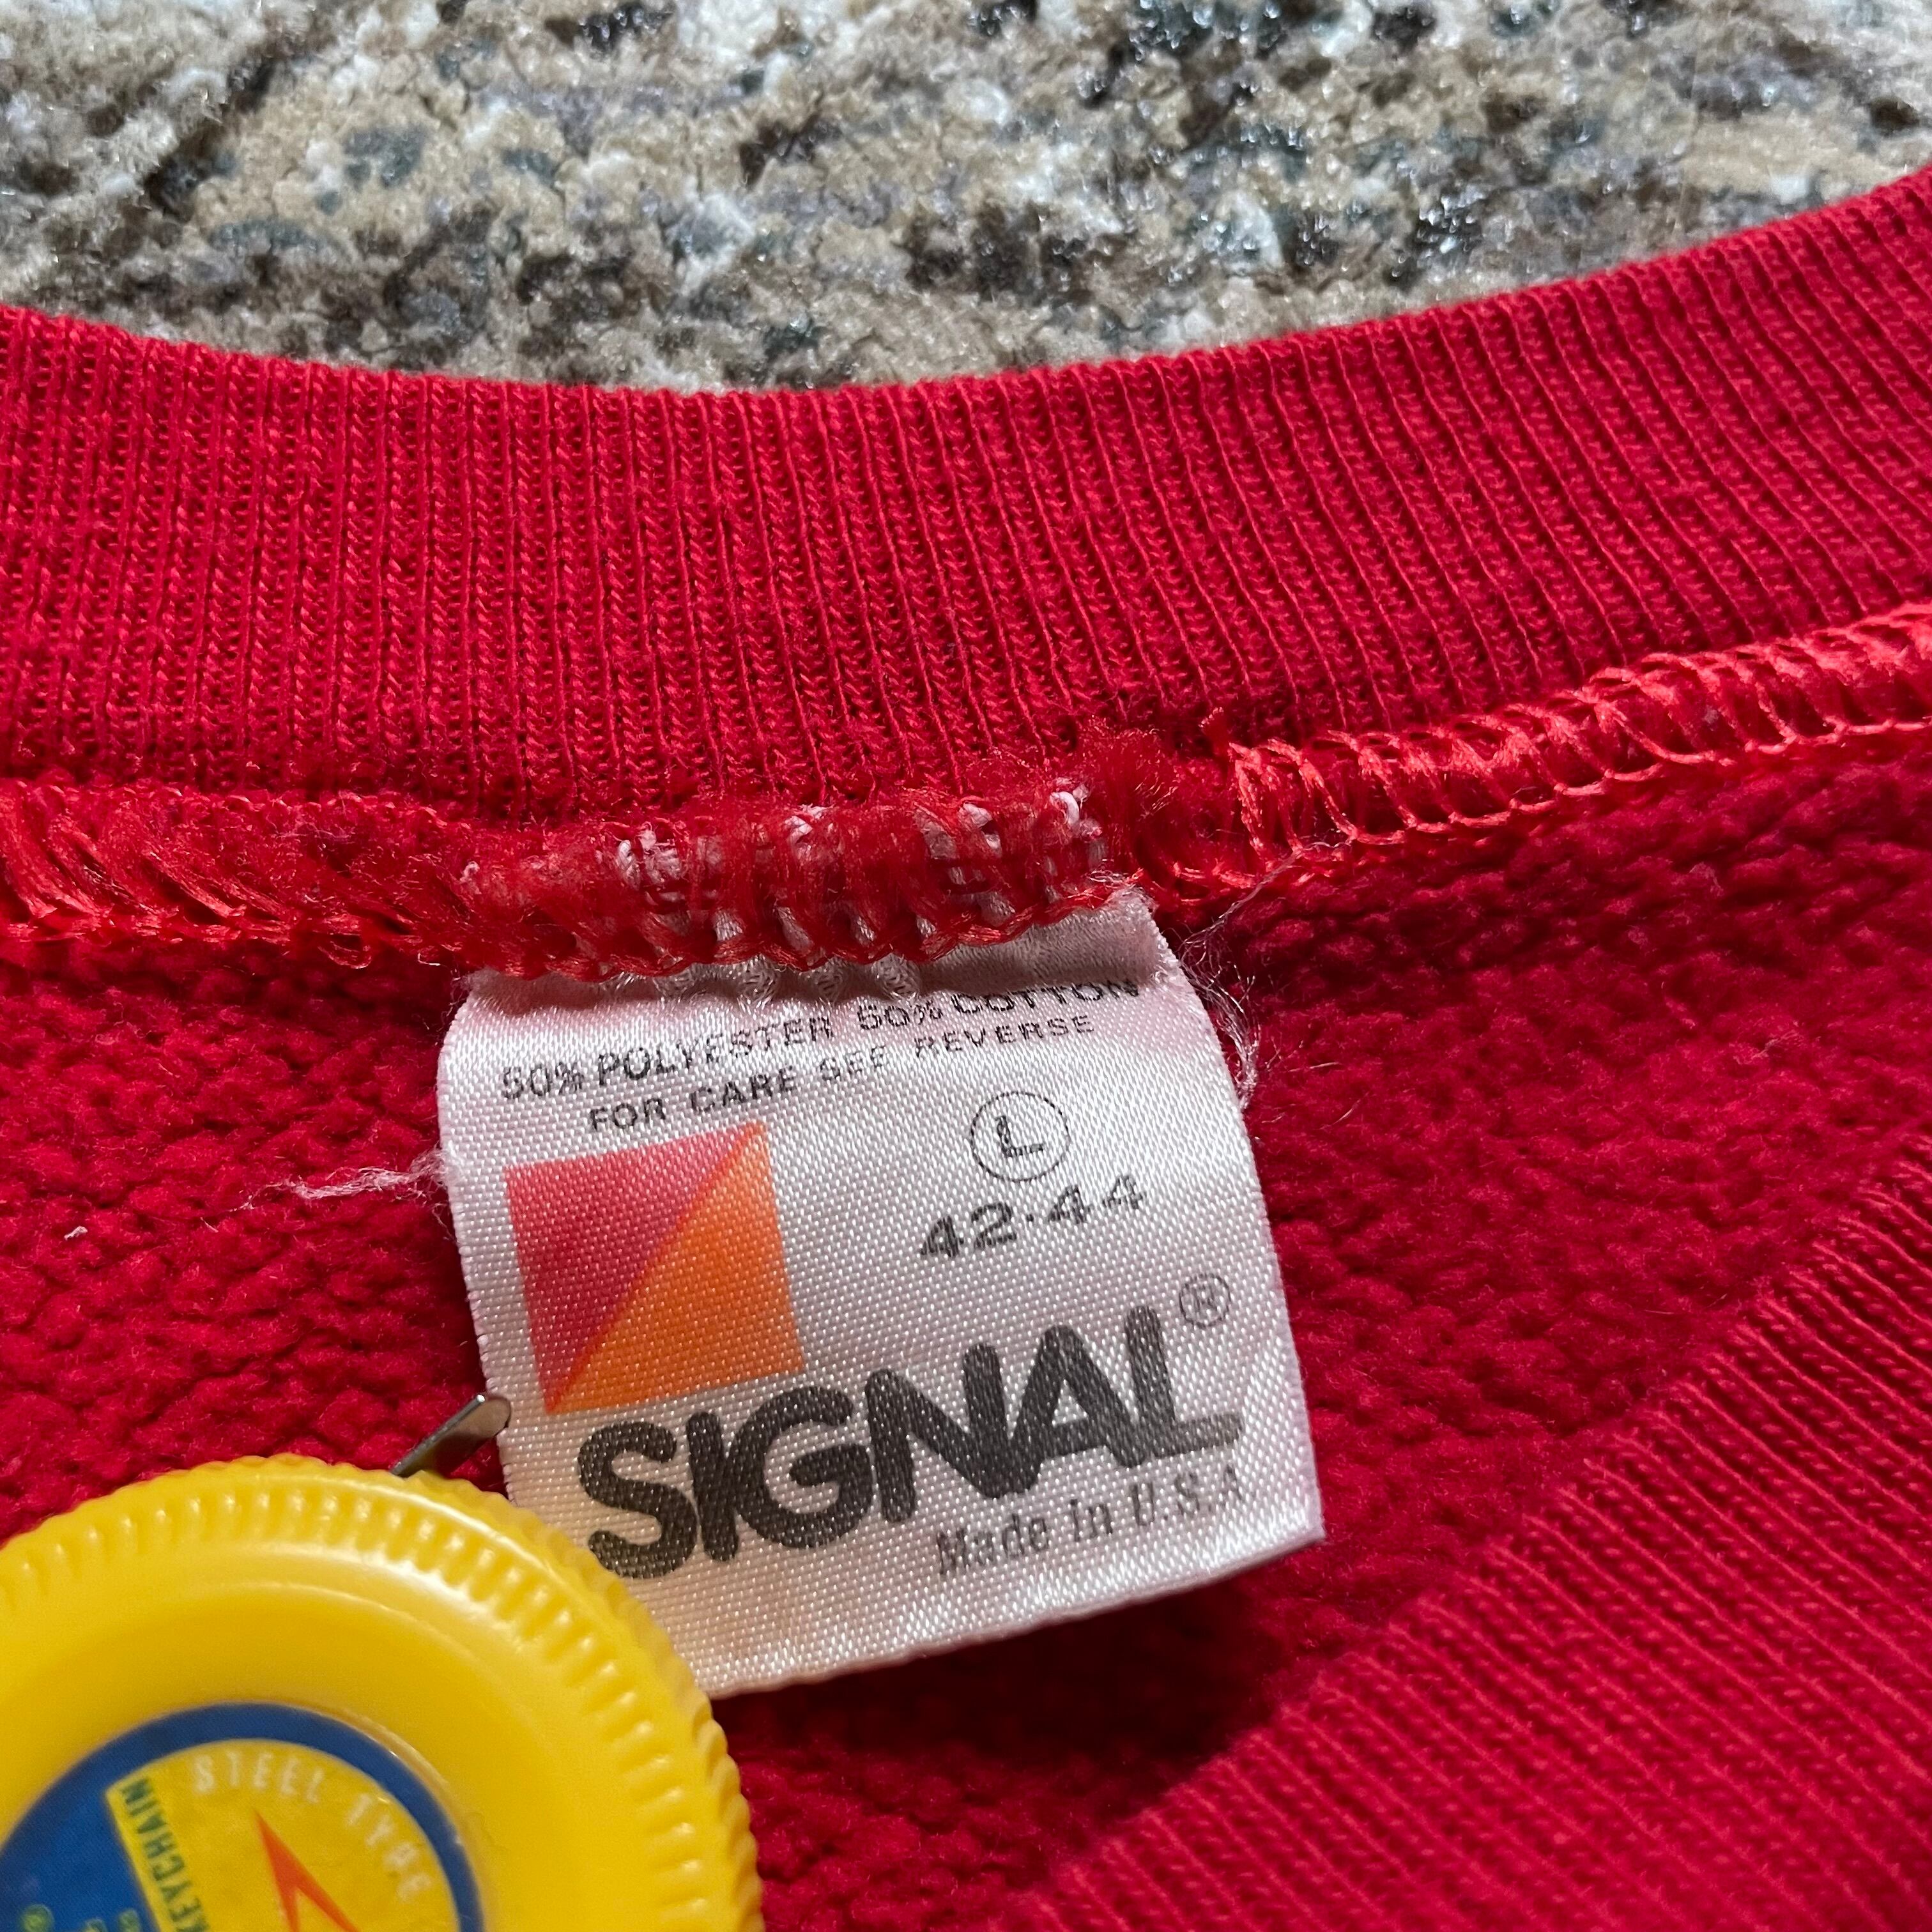 50% POLYESTER 50% COTTON
FOR CARE SEE REVERSE
L
42-44
SIGNAL®
Made in U.S.A
STEEL TYPE
KEYCHAIN